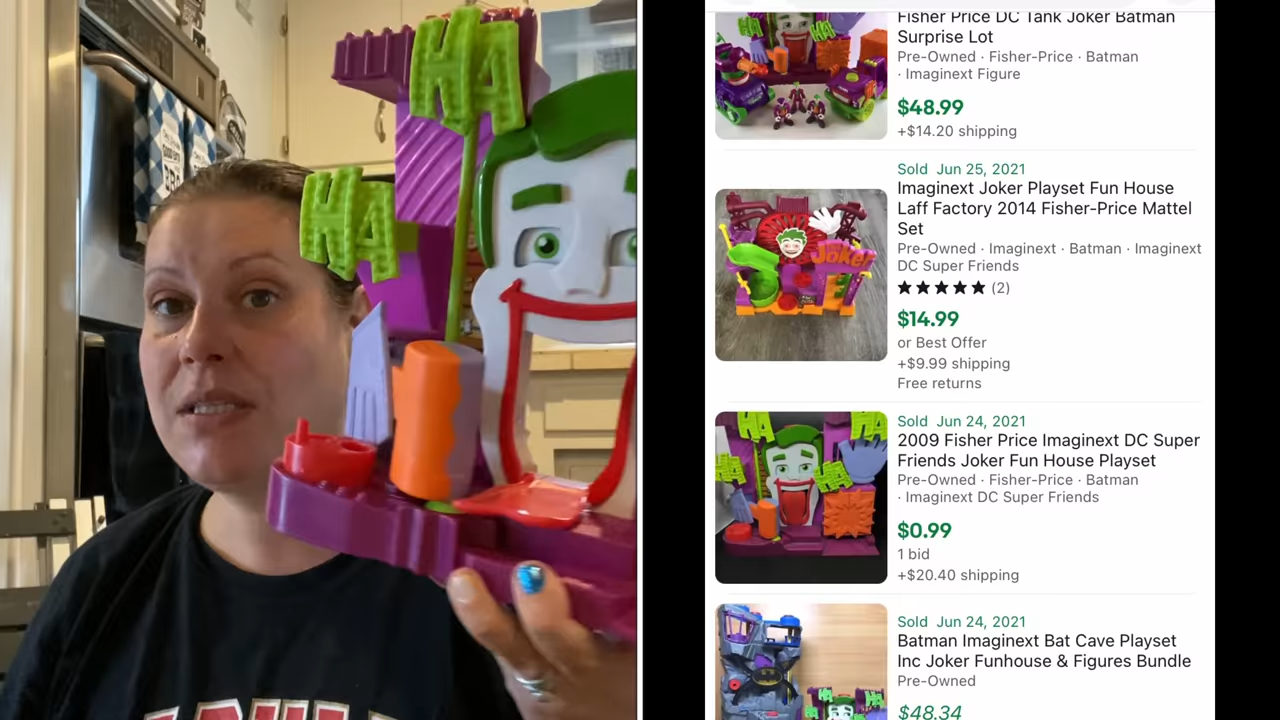 HA
HA
Fisher Price DC Tank Joker Batman
Surprise Lot
Pre-Owned · Fisher-Price · Batman
· Imaginext Figure
$48.99
+$14.20 shipping
Sold Jun 25, 2021
Imaginext Joker Playset Fun House
Laff Factory 2014 Fisher-Price Mattel
Set
Pre-Owned · Imaginext · Batman · Imaginext
DC Super Friends
(2)
$14.99
or Best Offer
+$9.99 shipping
Free returns
Joker
Sold Jun 24, 2021
2009 Fisher Price Imaginext DC Super
Friends Joker Fun House Playset
Pre-Owned · Fisher-Price · Batman
· Imaginext DC Super Friends
$0.99
1 bid
+$20.40 shipping
HA
HA
HA
HA
Sold Jun 24, 2021
Batman Imaginext Bat Cave Playset
Inc Joker Funhouse & Figures Bundle
Pre-Owned
$48.34